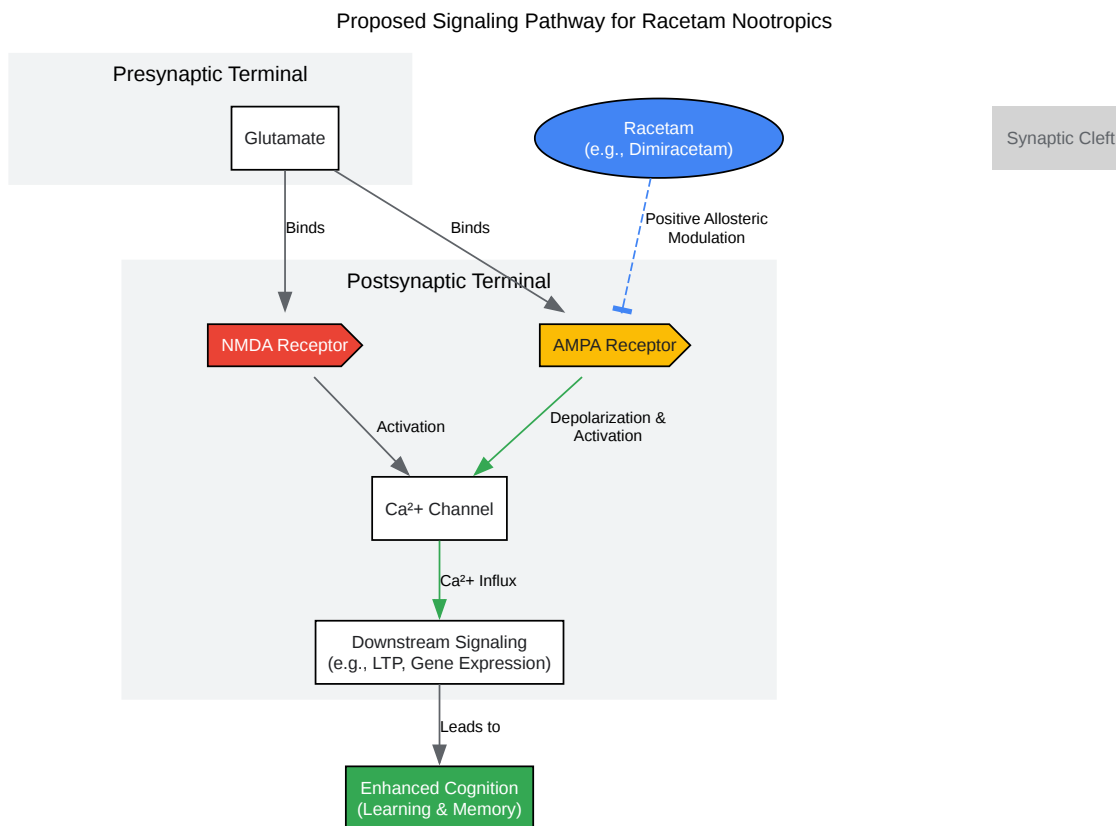 Proposed Signaling Pathway for Racetam Nootropics
Presynaptic Terminal
Glutamate
Racetam
(e.g., Dimiracetam)
Synaptic Cleft
Binds
Binds
Positive Allosteric
Modulation
Postsynaptic Terminal
NMDA Receptor
AMPA Receptor
Activation
Depolarization &
Activation
Ca²+ Channel
Ca²+ Influx
Downstream Signaling
(e.g., LTP, Gene Expression)
Leads to
Enhanced Cognition
(Learning & Memory)